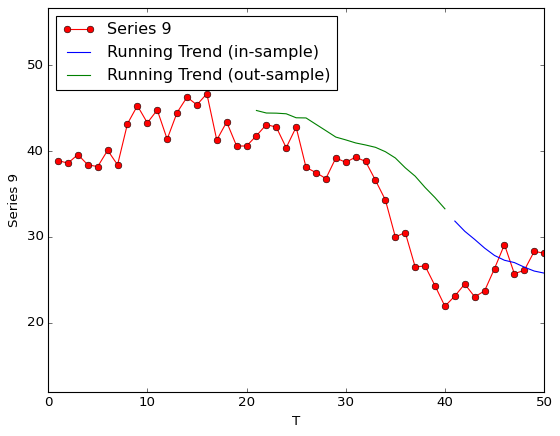 Series 9
Running Trend (in-sample)
Running Trend (out-sample)
50
40
30
20
Series 9
0 10 20 30 40 50
T